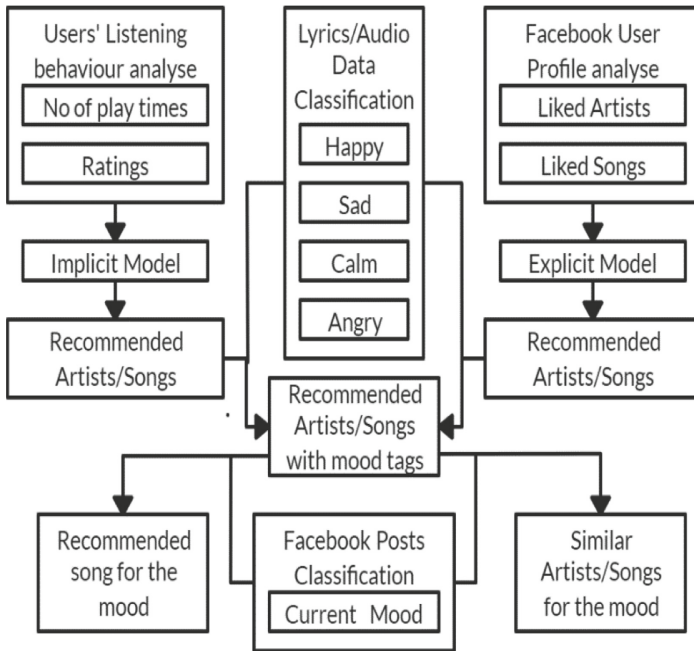 Users' Listening
behaviour analyse
No of play times
Ratings
Implicit Model
Recommended
Artists/Songs
Lyrics/Audio
Data
Classification
Happy
Sad
Calm
Angry
Facebook User
Profile analyse
Liked Artists
Liked Songs
Explicit Model
Recommended
Artists/Songs
Recommended
Artists/Songs
with mood tags
Recommended
song for the
mood
Facebook Posts
Classification
Current Mood
Similar
Artists/Songs
for the mood